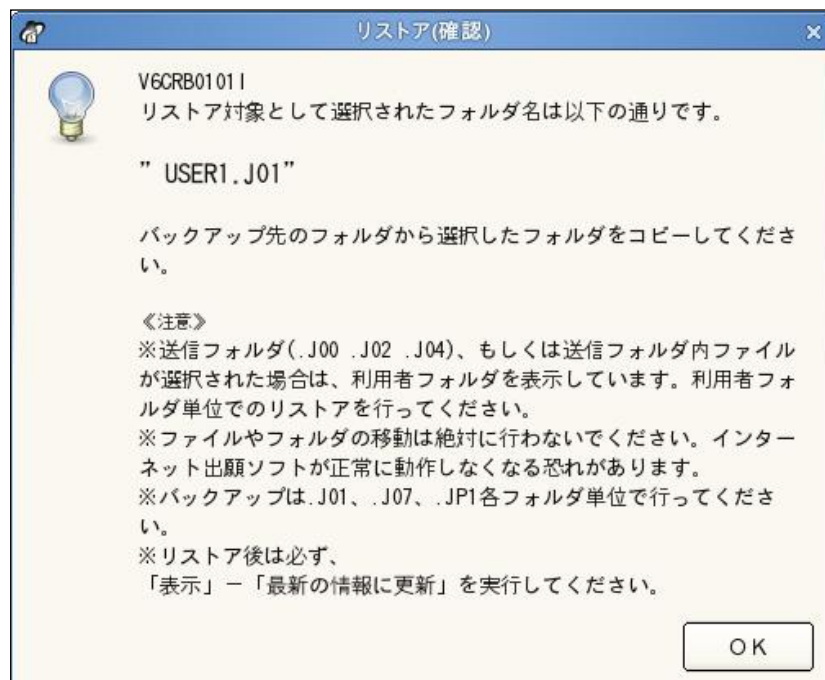 リストア(確認)
V6CRB0101I
リストア対象として選択されたフォルダ名は以下の通りです。
” USER1.J01”
バックアップ先のフォルダから選択したフォルダをコピーしてくださ
い。
≪注意≫
※送信フォルダ(.J00 .J02 .J04)、もしくは送信フォルダ内ファイル
が選択された場合は、利用者フォルダを表示しています。利用者フォ
ルダ単位でのリストアを行ってください。
※ファイルやフォルダの移動は絶対に行わないでください。インター
ネット出願ソフトが正常に動作しなくなる恐れがあります。
※バックアップは.J01、.J07、.JP1各フォルダ単位で行ってくださ
い。
※リストア後は必ず、
「表示」－「最新の情報に更新」を実行してください。
OK